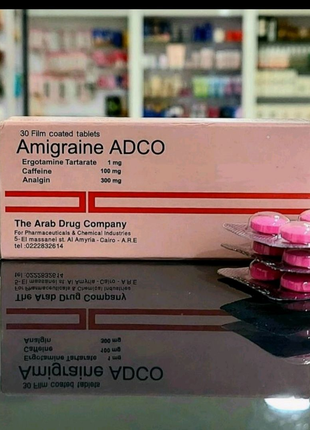 30 Film coated tablets
Amigraine ADCO
Ergotamine Tartarate 1 mg
Caffeine 100 mg
Analgin 300 mg
The Arab Drug Company
For Pharmaceuticals & Chemical Industries
5- El massanei st. Al Amyria - Cairo - A.R.E
tel:0222832614